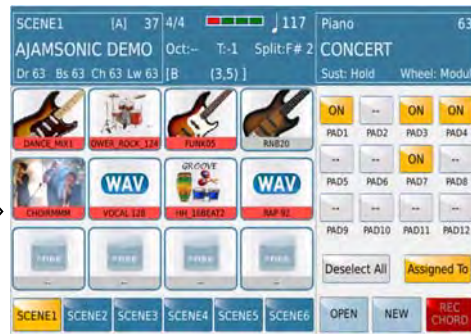 SCENE1 [A] 37 4/4 117 Piano 63
AJAMSONIC DEMO Oct:-- T:-1 Split:F# 2 CONCERT
Dr 63 Bs 63 Ch 63 Lw 63 [B (3,5) ] Sust: Hold Wheel: Modul
ON -- ON ON
PAD1 PAD2 PAD3 PAD4
DANCE_MIX1 OWER_ROCK_124 FUNK05 RNB20
-- -- ON --
PAD5 PAD6 PAD7 PAD8
WAV GROOVE WAV
CHOIRMMM VOCAL 128 HH_16BEAT2 RAP 92
-- -- -- --
PAD9 PAD10 PAD11 PAD12
Deselect All Assigned To
-- -- -- --
SCENE1 SCENE2 SCENE3 SCENE4 SCENE5 SCENE6 OPEN NEW REC CHORD